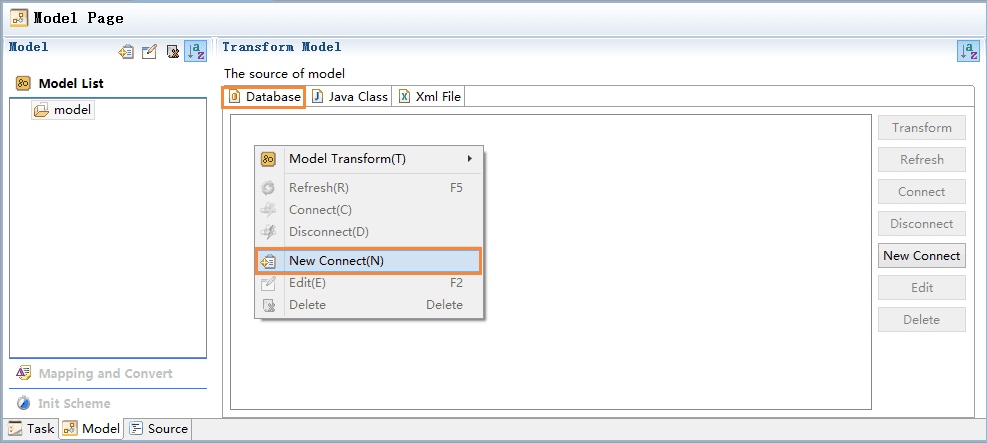 Model Page
Model
Model List
model
Mapping and Convert
Init Scheme
Transform Model
The source of model
Database Java Class Xml File
Model Transform(T)
Refresh(R) F5
Connect(C)
Disconnect(D)
New Connect(N)
Edit(E) F2
Delete Delete
Transform
Refresh
Connect
Disconnect
New Connect
Edit
Delete
Task Model Source